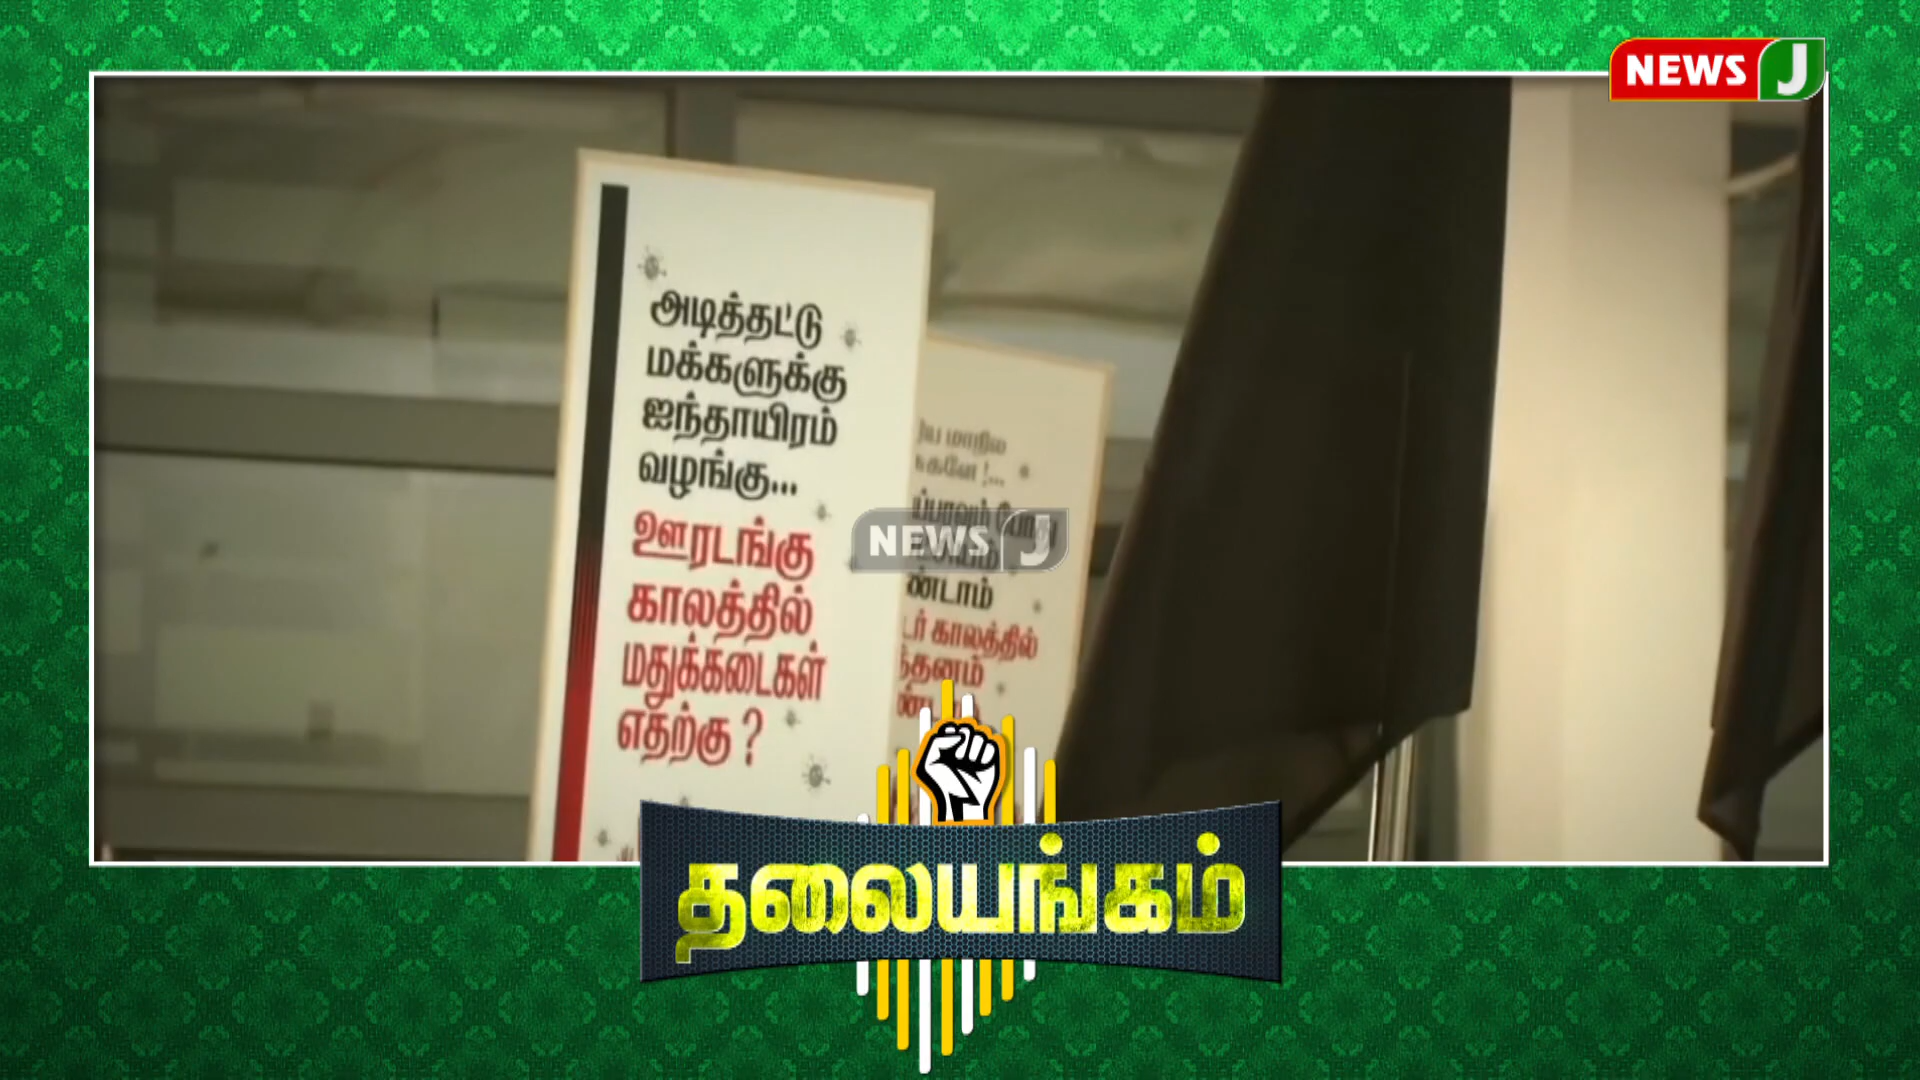 NEWS J
அடித்தட்டு
மக்களுக்கு
ஐந்தாயிரம்
வழங்கு...
ஊரடங்கு
காலத்தில்
மதுக்கடைகள்
எதற்கு ?
மாநில
போது
காலத்தில்
NEWS J
தலையங்கம்